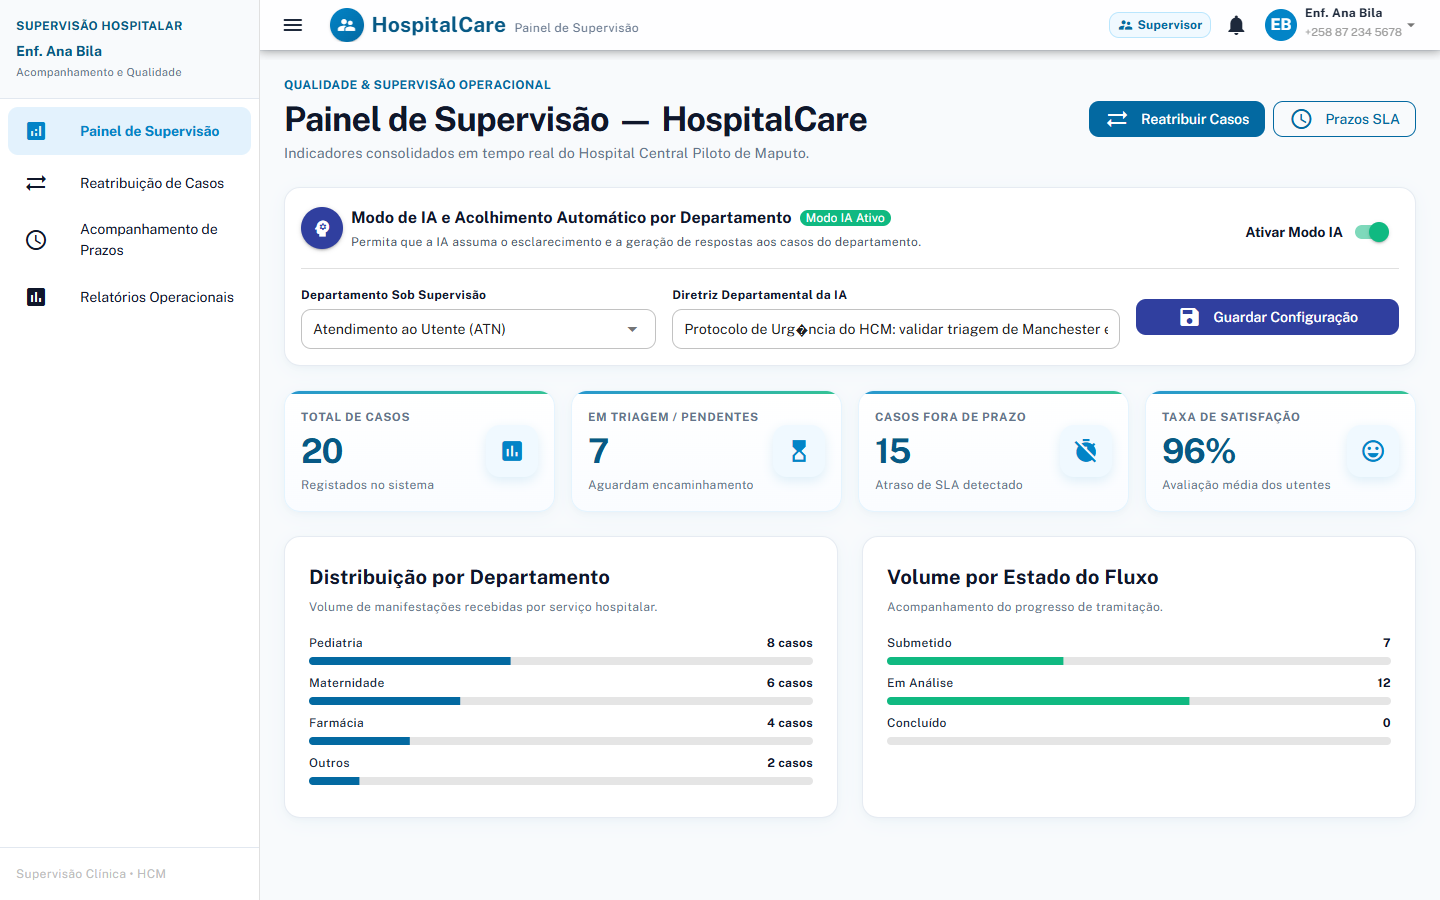 SUPERVISÃO HOSPITALAR
Enf. Ana Bila
Acompanhamento e Qualidade
Painel de Supervisão
Reatribuição de Casos
Acompanhamento de
Prazos
Relatórios Operacionais
Supervisão Clínica • HCM
HospitalCare Painel de Supervisão
Supervisor
EB
Enf. Ana Bila
+258 87 234 5678
QUALIDADE & SUPERVISÃO OPERACIONAL
Painel de Supervisão — HospitalCare
Indicadores consolidados em tempo real do Hospital Central Piloto de Maputo.
Reatribuir Casos
Prazos SLA
Modo de IA e Acolhimento Automático por Departamento Modo IA Ativo
Permita que a IA assuma o esclarecimento e a geração de respostas aos casos do departamento.
Ativar Modo IA
Departamento Sob Supervisão
Atendimento ao Utente (ATN)
Diretriz Departamental da IA
Protocolo de Urg�ncia do HCM: validar triagem de Manchester e
Guardar Configuração
TOTAL DE CASOS
20
Registados no sistema
EM TRIAGEM / PENDENTES
7
Aguardam encaminhamento
CASOS FORA DE PRAZO
15
Atraso de SLA detectado
TAXA DE SATISFAÇÃO
96%
Avaliação média dos utentes
Distribuição por Departamento
Volume de manifestações recebidas por serviço hospitalar.
Pediatria 8 casos
Maternidade 6 casos
Farmácia 4 casos
Outros 2 casos
Volume por Estado do Fluxo
Acompanhamento do progresso de tramitação.
Submetido 7
Em Análise 12
Concluído 0